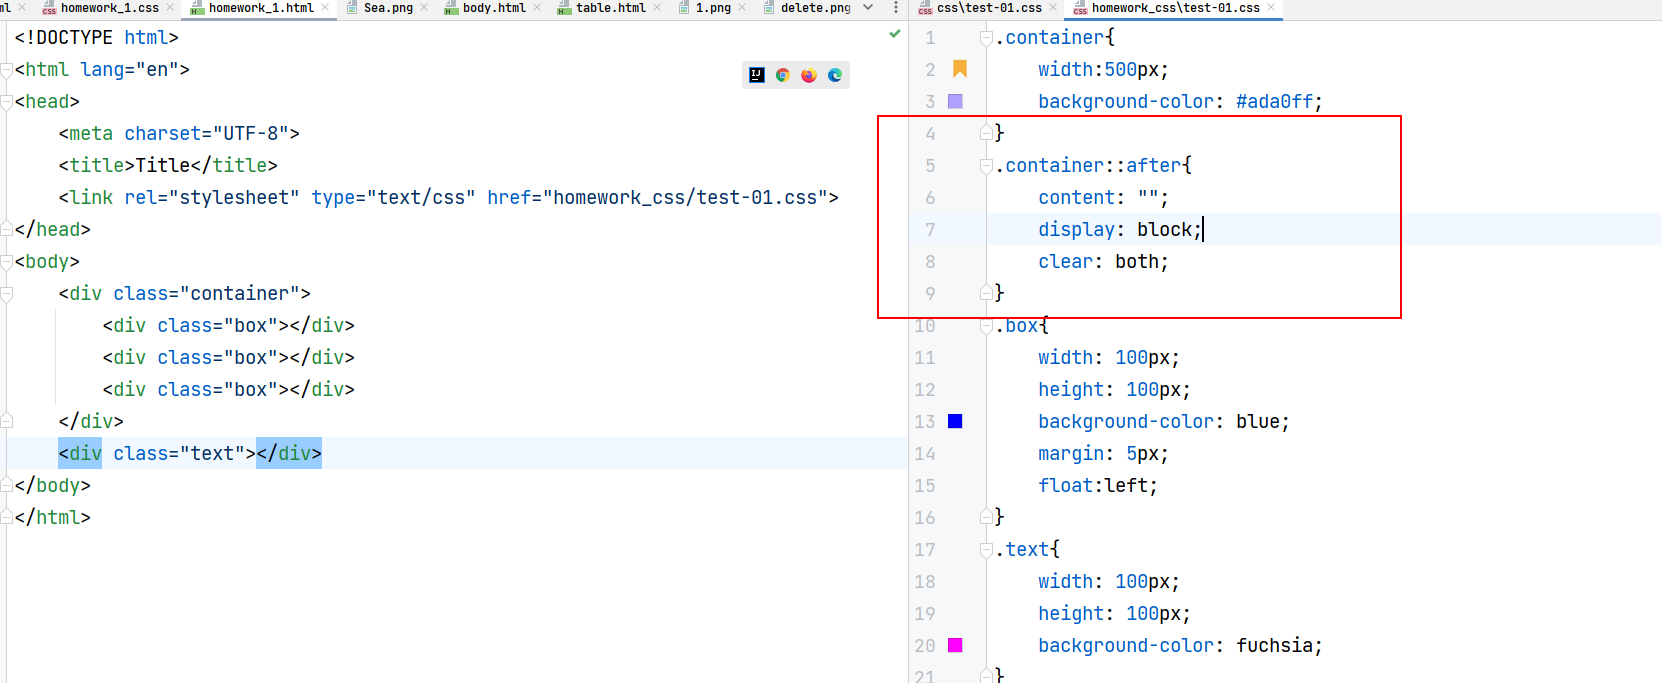 ml homework_1.css homework_1.html Sea.png body.html table.html 1.png delete.png
<!DOCTYPE html>
<html lang="en">
<head>
<meta charset="UTF-8">
<title>Title</title>
<link rel="stylesheet" type="text/css" href="homework_css/test-01.css">
</head>
<body>
<div class="container">
<div class="box"></div>
<div class="box"></div>
<div class="box"></div>
</div>
<div class="text"></div>
</body>
</html>
css\test-01.css homework_css\test-01.css
1 .container{
2 width:500px;
3 background-color: #ada0ff;
4 }
5 .container::after{
6 content: "";
7 display: block;
8 clear: both;
9 }
10 .box{
11 width: 100px;
12 height: 100px;
13 background-color: blue;
14 margin: 5px;
15 float:left;
16 }
17 .text{
18 width: 100px;
19 height: 100px;
20 background-color: fuchsia;
21 }